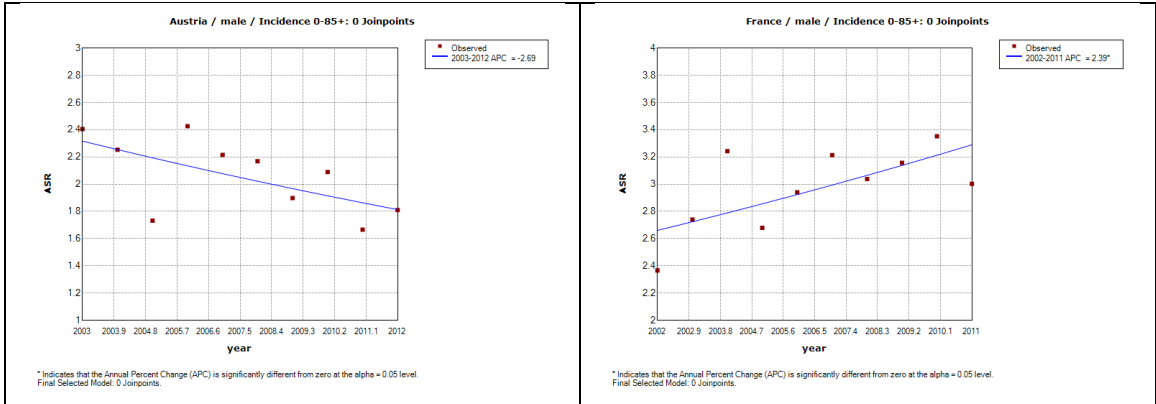 Austria / male / Incidence 0-85+: 0 Joinpoints
Observed
2003-2012 APC = -2.69
3
2.8
2.6
2.4
2.2
2
1.8
1.6
1.4
1.2
1
ASR
2003 2003.9 2004.8 2005.7 2006.6 2007.5 2008.4 2009.3 2010.2 2011.1 2012
year
* Indicates that the Annual Percent Change (APC) is significantly different from zero at the alpha = 0.05 level.
Final Selected Model: 0 Joinpoints.
France / male / Incidence 0-85+: 0 Joinpoints
Observed
2002-2011 APC = 2.39*
4
3.8
3.6
3.4
3.2
3
2.8
2.6
2.4
2.2
2
ASR
2002 2002.9 2003.8 2004.7 2005.6 2006.5 2007.4 2008.3 2009.2 2010.1 2011
year
* Indicates that the Annual Percent Change (APC) is significantly different from zero at the alpha = 0.05 level.
Final Selected Model: 0 Joinpoints.